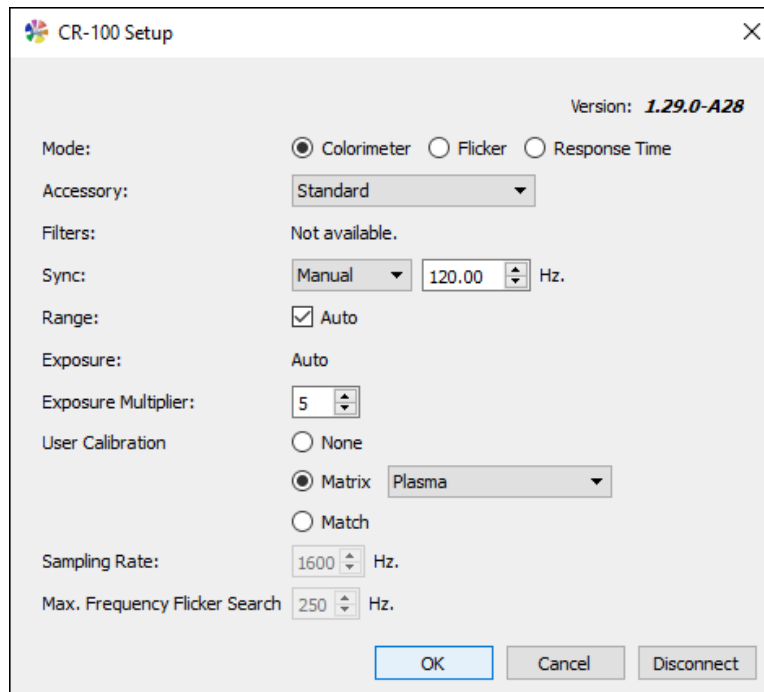 CR-100 Setup
Version: 1.29.0-A28
Mode: Colorimeter Flicker Response Time
Accessory: Standard
Filters: Not available.
Sync: Manual 120.00 Hz.
Range: Auto
Exposure: Auto
Exposure Multiplier: 5
User Calibration None
Matrix Plasma
Match
Sampling Rate: 1600 Hz.
Max. Frequency Flicker Search 250 Hz.
OK Cancel Disconnect